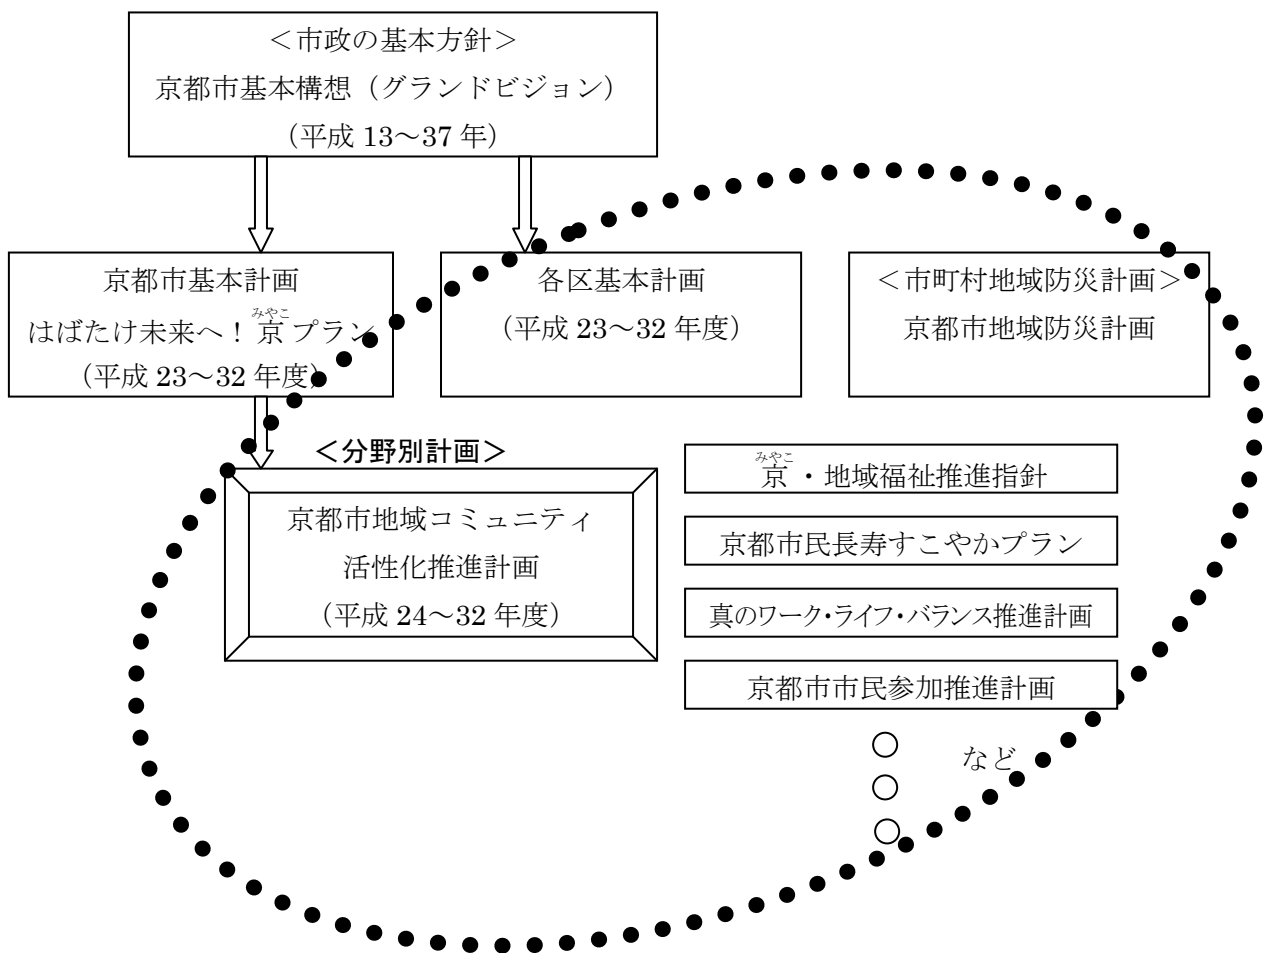 ＜市政の基本方針＞
京都市基本構想（グランドビジョン）
（平成 13～37 年）
京都市基本計画
みやこ
はばたけ未来へ！京プラン
（平成 23～32 年度）
各区基本計画
（平成 23～32 年度）
＜市町村地域防災計画＞
京都市地域防災計画
＜分野別計画＞
京都市地域コミュニティ
活性化推進計画
（平成 24～32 年度）
みやこ
京・地域福祉推進指針
京都市民長寿すこやかプラン
真のワーク・ライフ・バランス推進計画
京都市市民参加推進計画
など